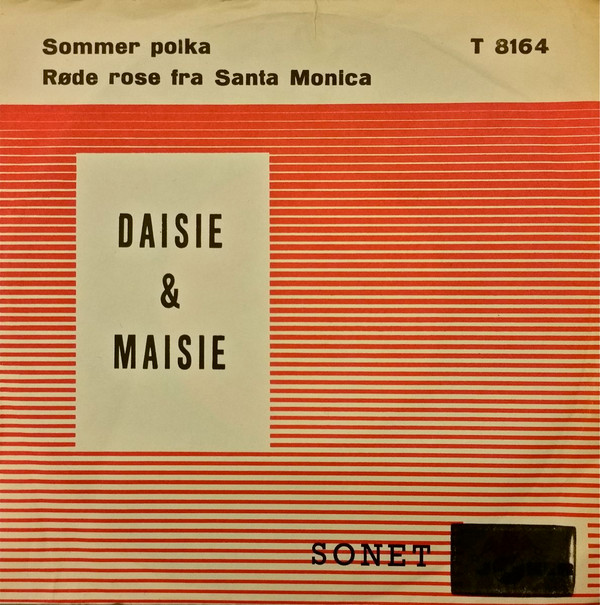 Sommer polka
T 8164
Røde rose fra Santa Monica
DAISIE
&
MAISIE
SONET